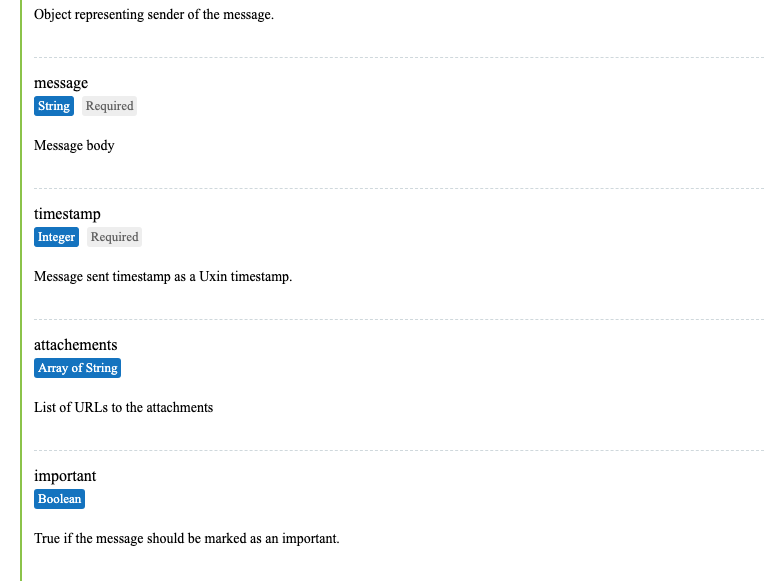 Object representing sender of the message.
message
String Required
Message body
timestamp
Integer Required
Message sent timestamp as a Uxin timestamp.
attachements
Array of String
List of URLs to the attachments
important
Boolean
True if the message should be marked as an important.